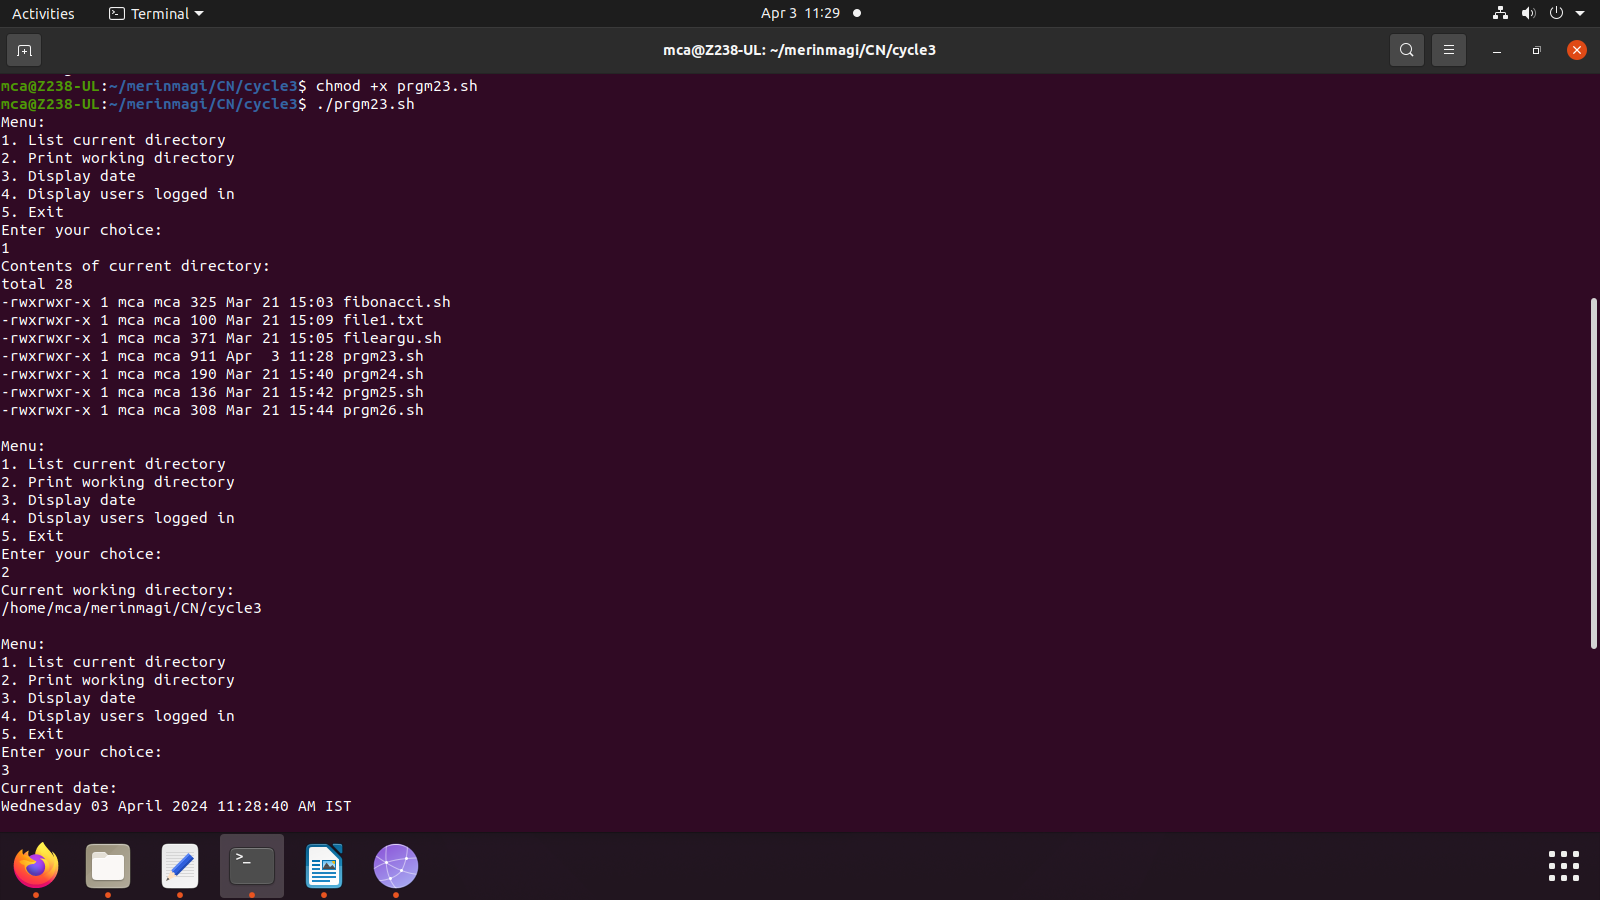 Activities Terminal Apr 3 11:29
mca@Z238-UL: ~/merinmagi/CN/cycle3
mca@Z238-UL:~/merinmagi/CN/cycle3$ chmod +x prgm23.sh
mca@Z238-UL:~/merinmagi/CN/cycle3$ ./prgm23.sh
Menu:
1. List current directory
2. Print working directory
3. Display date
4. Display users logged in
5. Exit
Enter your choice:
1
Contents of current directory:
total 28
-rwxrwxr-x 1 mca mca 325 Mar 21 15:03 fibonacci.sh
-rwxrwxr-x 1 mca mca 100 Mar 21 15:09 file1.txt
-rwxrwxr-x 1 mca mca 371 Mar 21 15:05 fileargu.sh
-rwxrwxr-x 1 mca mca 911 Apr  3 11:28 prgm23.sh
-rwxrwxr-x 1 mca mca 190 Mar 21 15:40 prgm24.sh
-rwxrwxr-x 1 mca mca 136 Mar 21 15:42 prgm25.sh
-rwxrwxr-x 1 mca mca 308 Mar 21 15:44 prgm26.sh
Menu:
1. List current directory
2. Print working directory
3. Display date
4. Display users logged in
5. Exit
Enter your choice:
2
Current working directory:
/home/mca/merinmagi/CN/cycle3
Menu:
1. List current directory
2. Print working directory
3. Display date
4. Display users logged in
5. Exit
Enter your choice:
3
Current date:
Wednesday 03 April 2024 11:28:40 AM IST